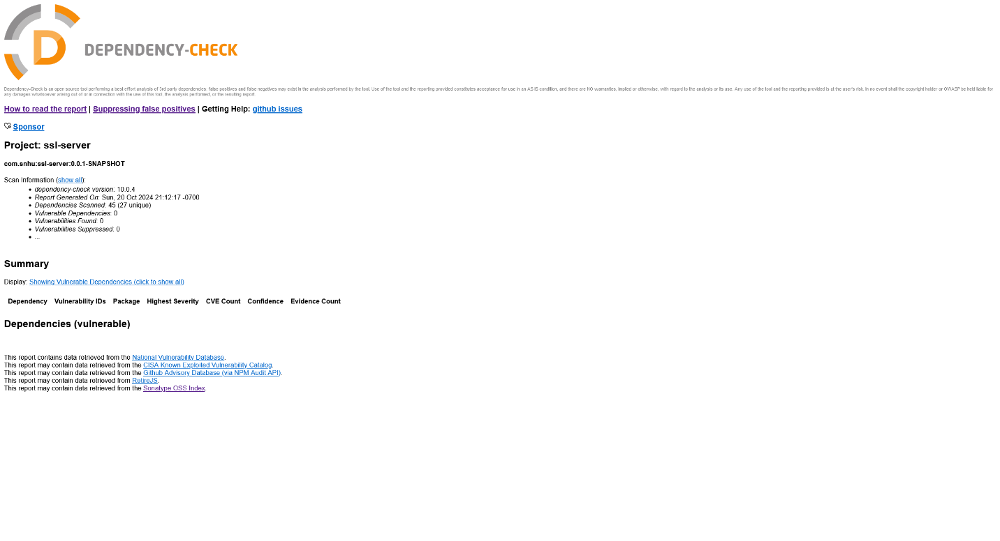 DEPENDENCY-CHECK
Dependency-Check is an open source tool performing a best effort analysis of 3rd party dependencies; false positives and false negatives may exist in the analysis performed by the tool. Use of the tool and the reporting provided constitutes acceptance for use in an AS IS condition, and there are NO warranties, implied or otherwise, with regard to the analysis or its use. Any use of the tool and the reporting provided is at the user's risk. In no event shall the copyright holder or OWASP be held liable for
any damages whatsoever arising out of or in connection with the use of this tool, the analysis performed, or the resulting report.
How to read the report | Suppressing false positives | Getting Help: github issues
Sponsor
Project: ssl-server
com.snhu:ssl-server:0.0.1-SNAPSHOT
Scan Information (show all):
• dependency-check version: 10.0.4
• Report Generated On: Sun, 20 Oct 2024 21:12:17 -0700
• Dependencies Scanned: 45 (27 unique)
• Vulnerable Dependencies: 0
• Vulnerabilities Found: 0
• Vulnerabilities Suppressed: 0
• ...
Summary
Display: Showing Vulnerable Dependencies (click to show all)
Dependency Vulnerability IDs Package Highest Severity CVE Count Confidence Evidence Count
Dependencies (vulnerable)
This report contains data retrieved from the National Vulnerability Database.
This report may contain data retrieved from the CISA Known Exploited Vulnerability Catalog.
This report may contain data retrieved from the Github Advisory Database (via NPM Audit API).
This report may contain data retrieved from RetireJS.
This report may contain data retrieved from the Sonatype OSS Index.